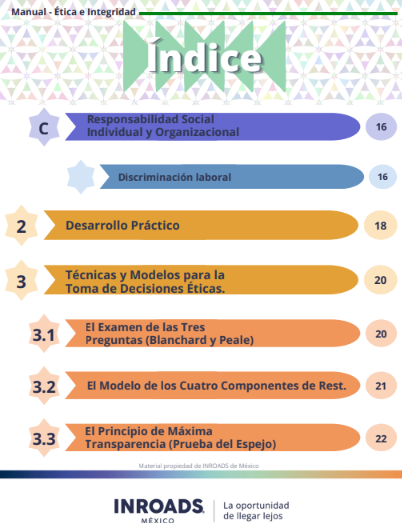 Manual - Ética e Integridad
Índice
C
Responsabilidad Social
Individual y Organizacional
16
Discriminación laboral
16
2
Desarrollo Práctico
18
3
Técnicas y Modelos para la
Toma de Decisiones Éticas.
20
3.1
El Examen de las Tres
Preguntas (Blanchard y Peale)
20
3.2
El Modelo de los Cuatro Componentes de Rest.
21
3.3
El Principio de Máxima
Transparencia (Prueba del Espejo)
22
Material propiedad de INROADS de México
INROADS
MÉXICO
La oportunidad
de llegar lejos